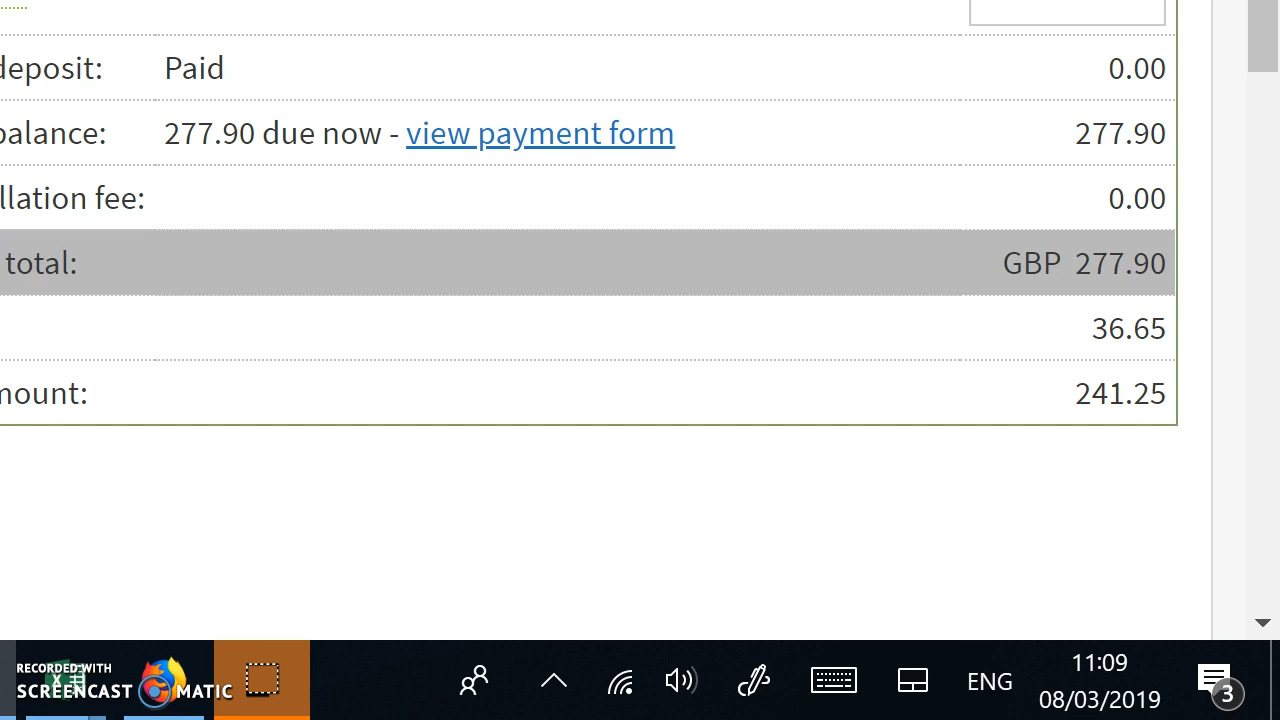 deposit: Paid 0.00
balance: 277.90 due now - view payment form 277.90
llation fee: 0.00
total: GBP 277.90
36.65
mount: 241.25
RECORDED WITH
SCREENCAST MATIC
ENG
11:09
08/03/2019
3